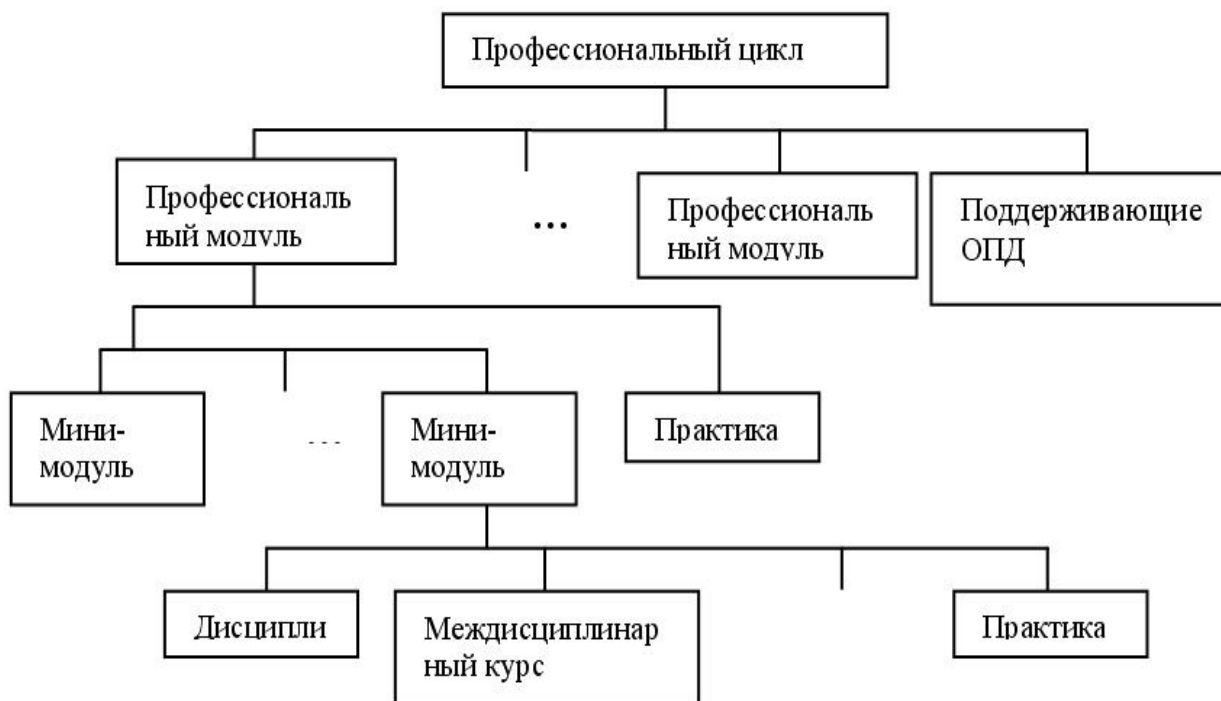 Профессиональный цикл
Профессиональ
ный модуль
...
Профессиональ
ный модуль
Поддерживающие
ОПД
Мини-
модуль
...
Мини-
модуль
Практика
Дисципли
Междисциплинар
ный курс
Практика